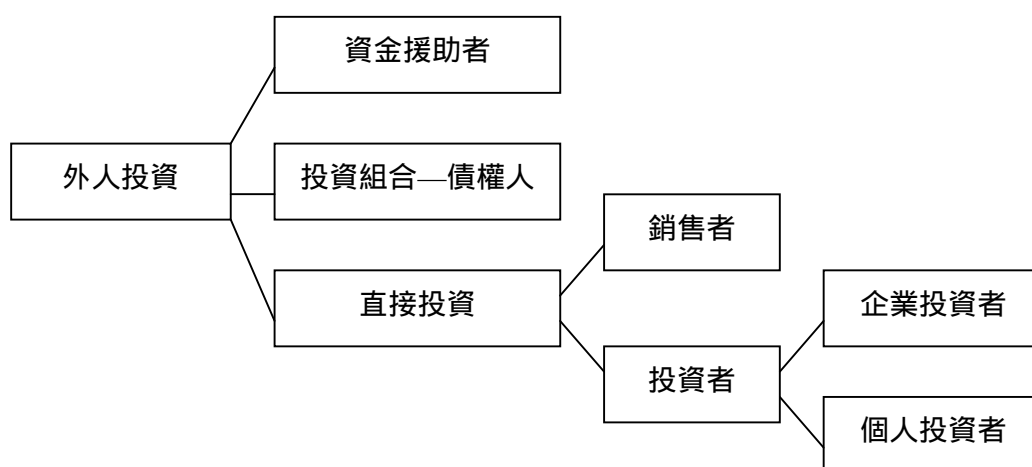 資金援助者
外人投資
投資組合—債權人
銷售者
直接投資
企業投資者
投資者
個人投資者